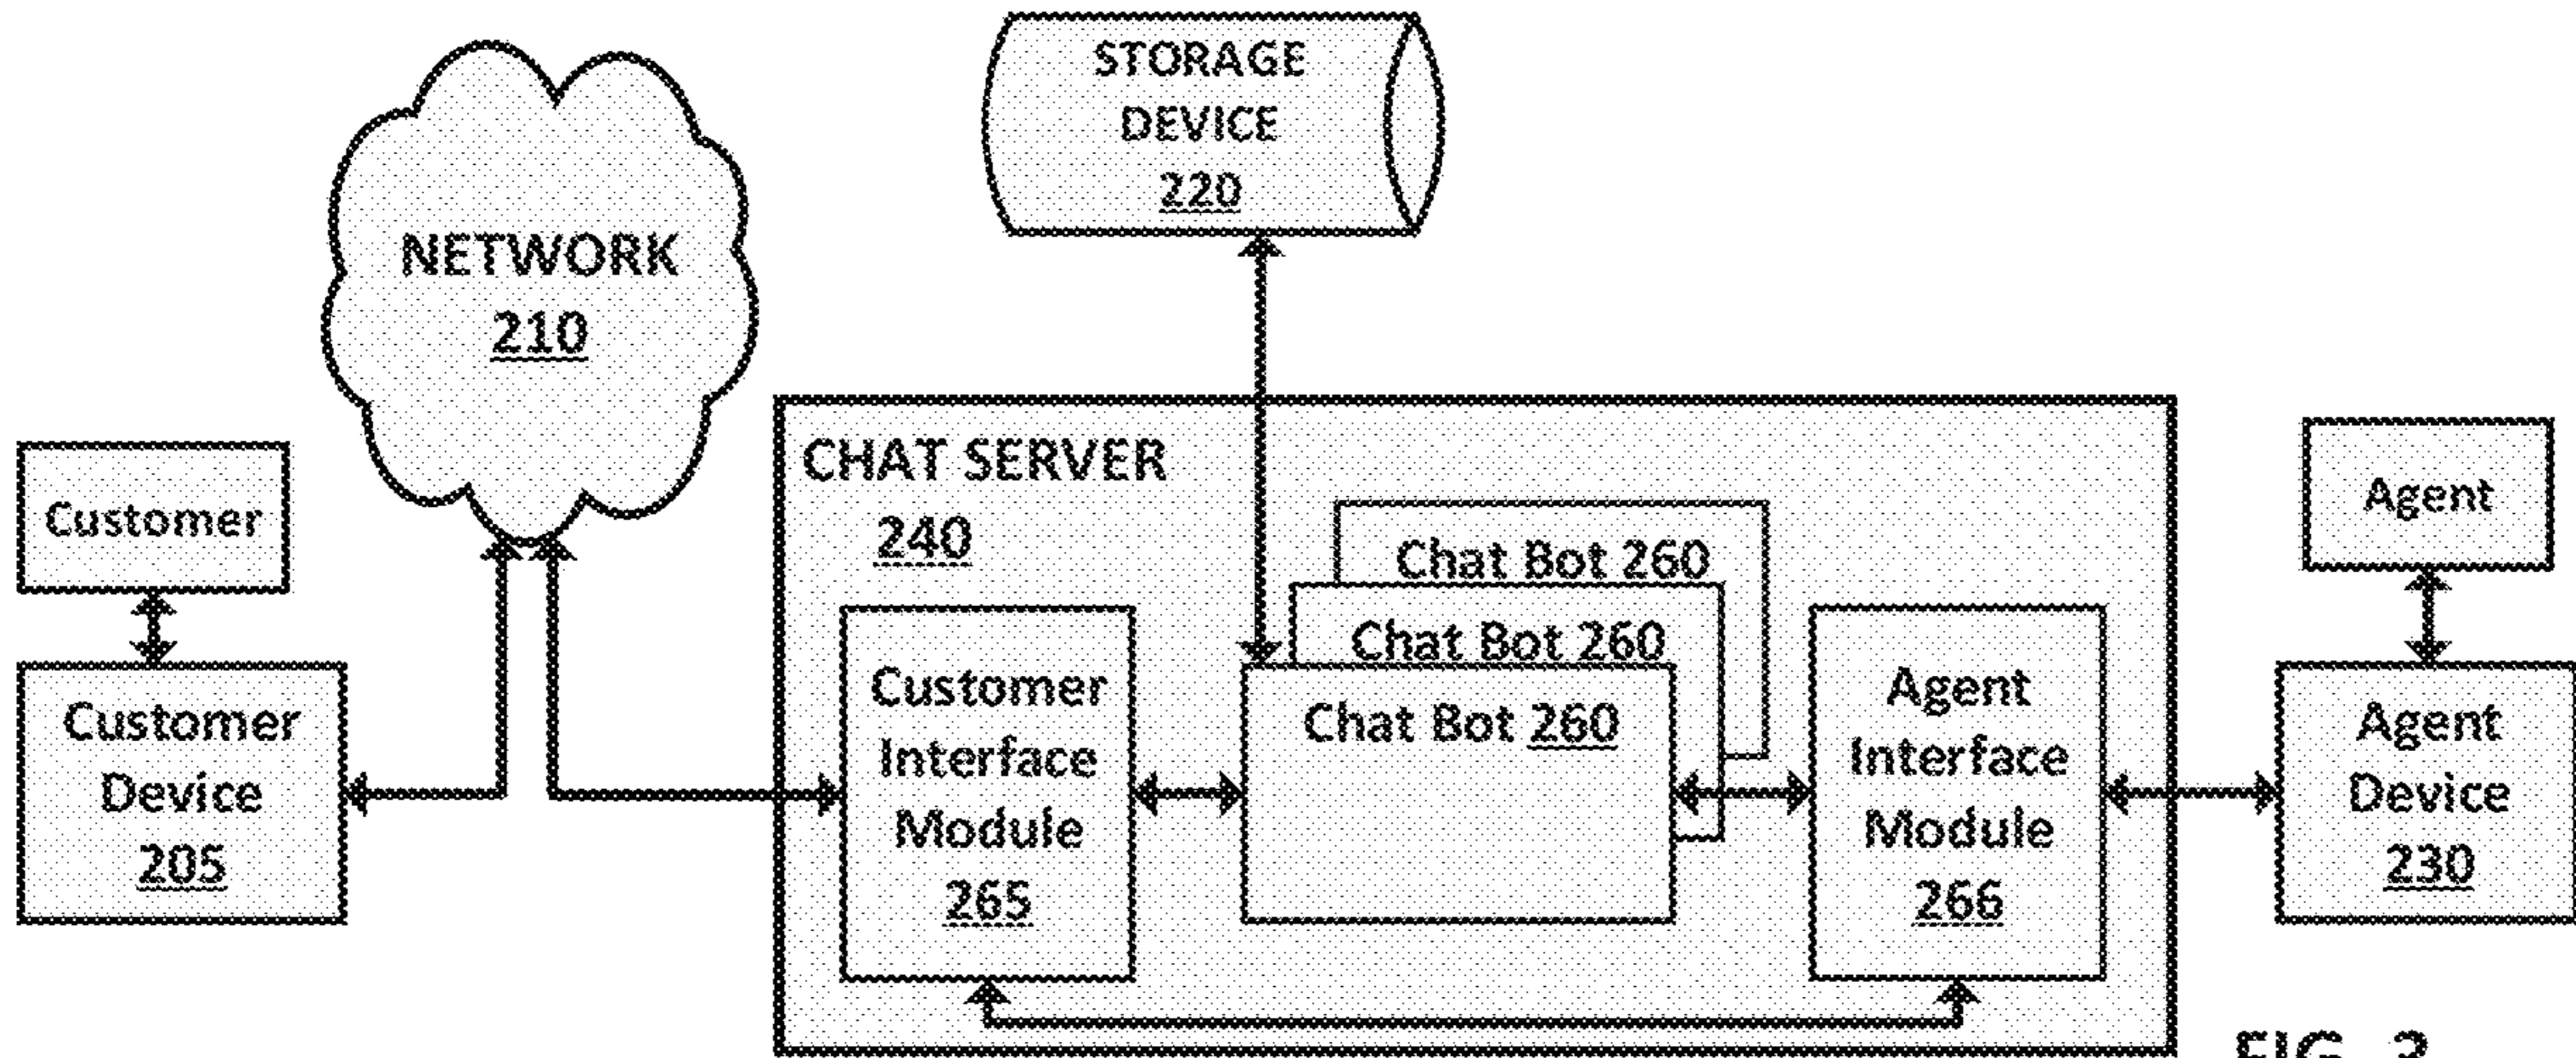 STORAGE
DEVICE
220
NETWORK
210
CHAT SERVER
240
Customer
Customer
Device
205
Customer
Interface
Module
265
Chat Bot 260
Chat Bot 260
Chat Bot 260
Agent
Interface
Module
266
Agent
Agent
Device
230
FIG.